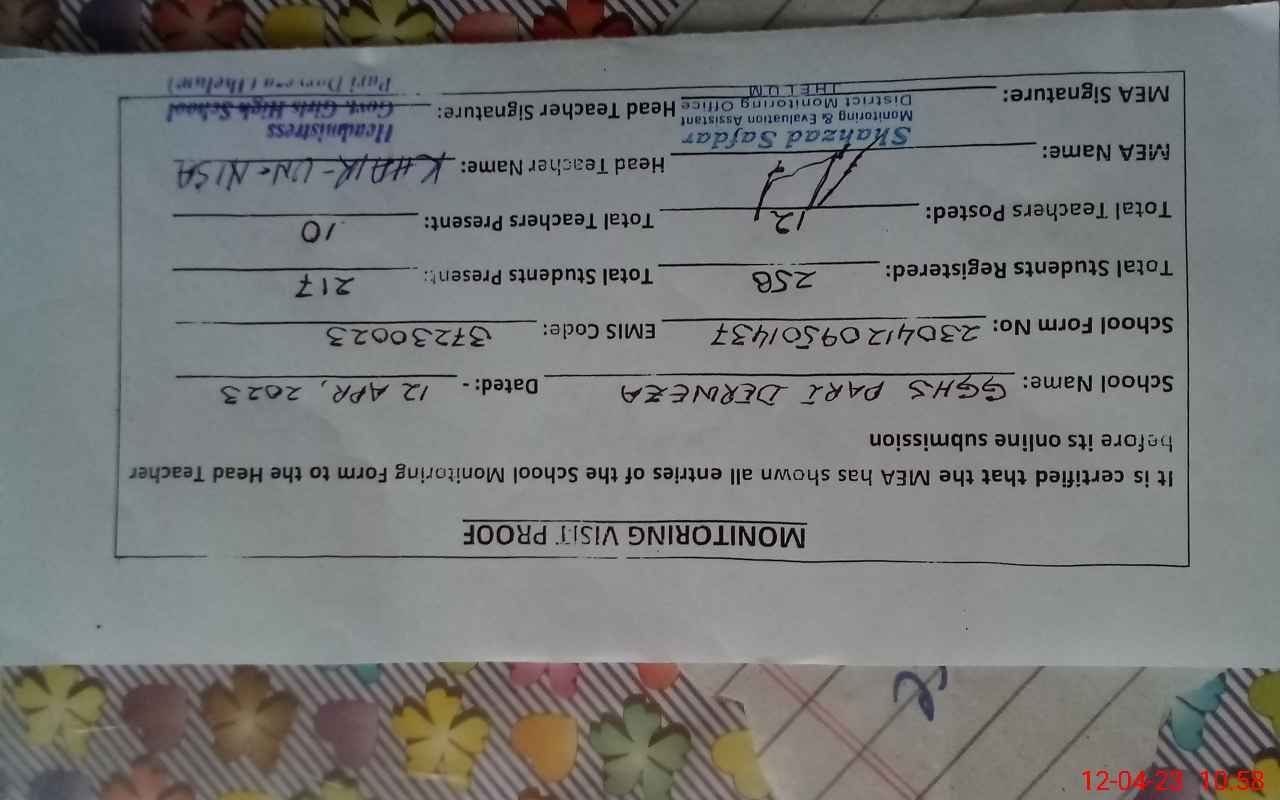 MONITORING VISIT PROOF
It is certified that the MEA has shown all entries of the School Monitoring Form to the Head Teacher
before its online submission
School Name: GGHS PARI DERWEZA Dated: - 12 APR, 2023
School Form No: 23041209501437 EMIS Code: 37230023
Total Students Registered: 258 Total Students Present: 217
Total Teachers Posted: 12 Total Teachers Present: 10
MEA Name: Head Teacher Name: KHAIR-UN-NISA
Shahzad Safdar
Monitoring & Evaluation Assistant
District Monitoring Office
JHELUM
MEA Signature: Head Teacher Signature:
Headmistress
Govt. Girls High School
Pari (Jhelum)
12-04-23 10:58